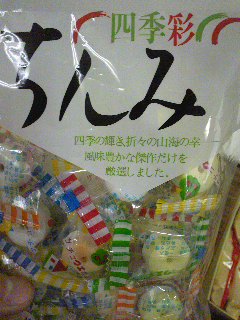 四季彩
ちんみ
四季の輝き折々の山海の幸
風味豊かな傑作だけを
厳選しました。